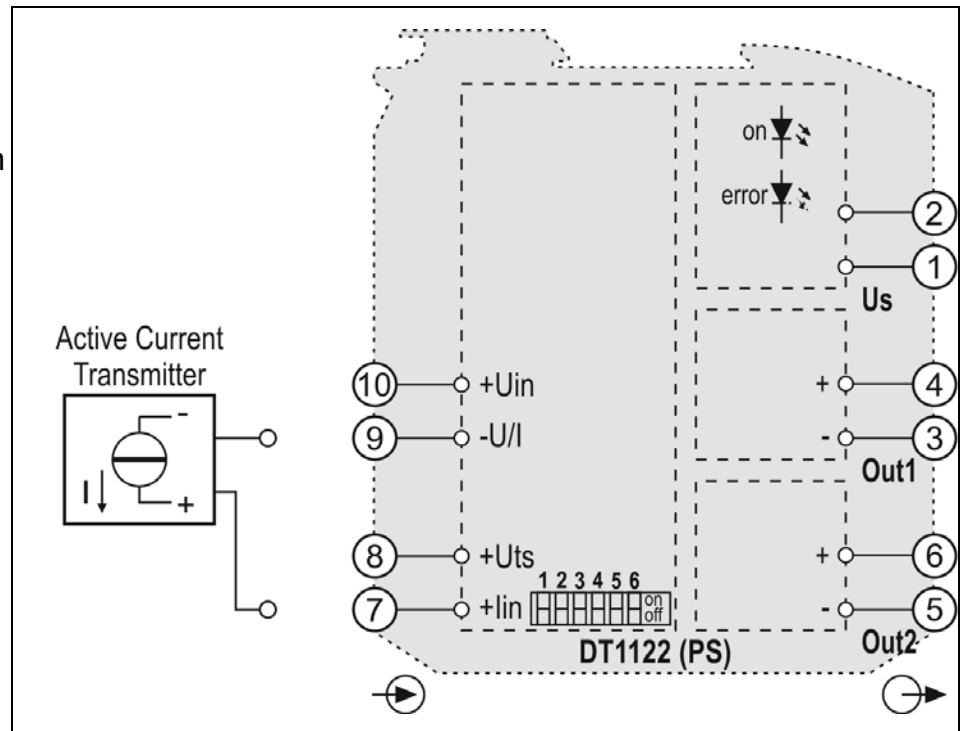 n
on
error
2
1
Us
Active Current
Transmitter
10 +Uin
+ 4
9 -U/I
- 3
Out1
-
I
+
8 +Uts
+ 6
1 2 3 4 5 6
7 +Iin
on
off
- 5
Out2
DT1122 (PS)